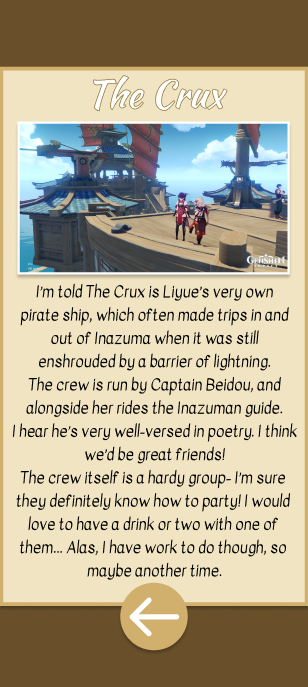 The Crux
GENSHIN
I'm told The Crux is Liyue's very own
pirate ship, which often made trips in and
out of Inazuma when it was still
enshrouded by a barrier of lightning.
The crew is run by Captain Beidou, and
alongside her rides the Inazuman guide.
I hear he's very well-versed in poetry. I think
we'd be great friends!
The crew itself is a hardy group- I'm sure
they definitely know how to party! I would
love to have a drink or two with one of
them... Alas, I have work to do though, so
maybe another time.